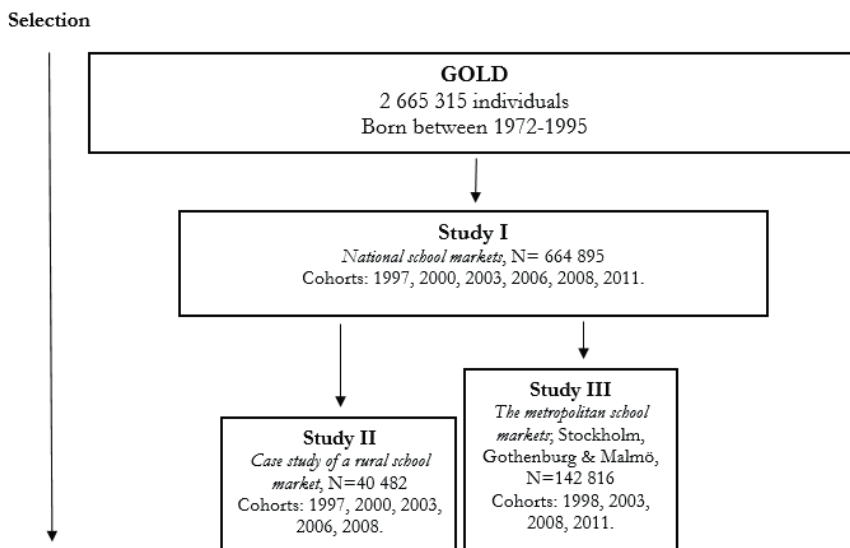 Selection
GOLD
2 665 315 individuals
Born between 1972-1995
Study I
National school markets, N= 664 895
Cohorts: 1997, 2000, 2003, 2006, 2008, 2011.
Study II
Case study of a rural school
market, N=40 482
Cohorts: 1997, 2000, 2003,
2006, 2008.
Study III
The metropolitan school
markets; Stockholm,
Gothenburg & Malmö,
N=142 816
Cohorts: 1998, 2003,
2008, 2011.